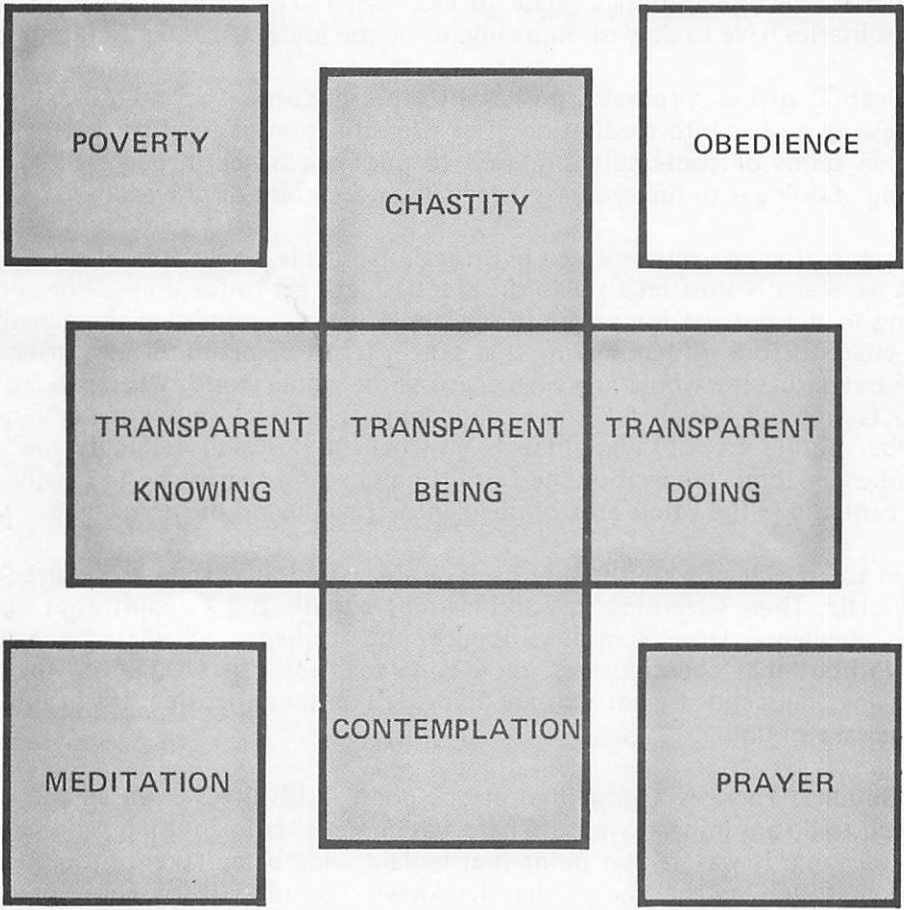 POVERTY
OBEDIENCE
CHASTITY
TRANSPARENT
KNOWING
TRANSPARENT
BEING
TRANSPARENT
DOING
CONTEMPLATION
MEDITATION
PRAYER